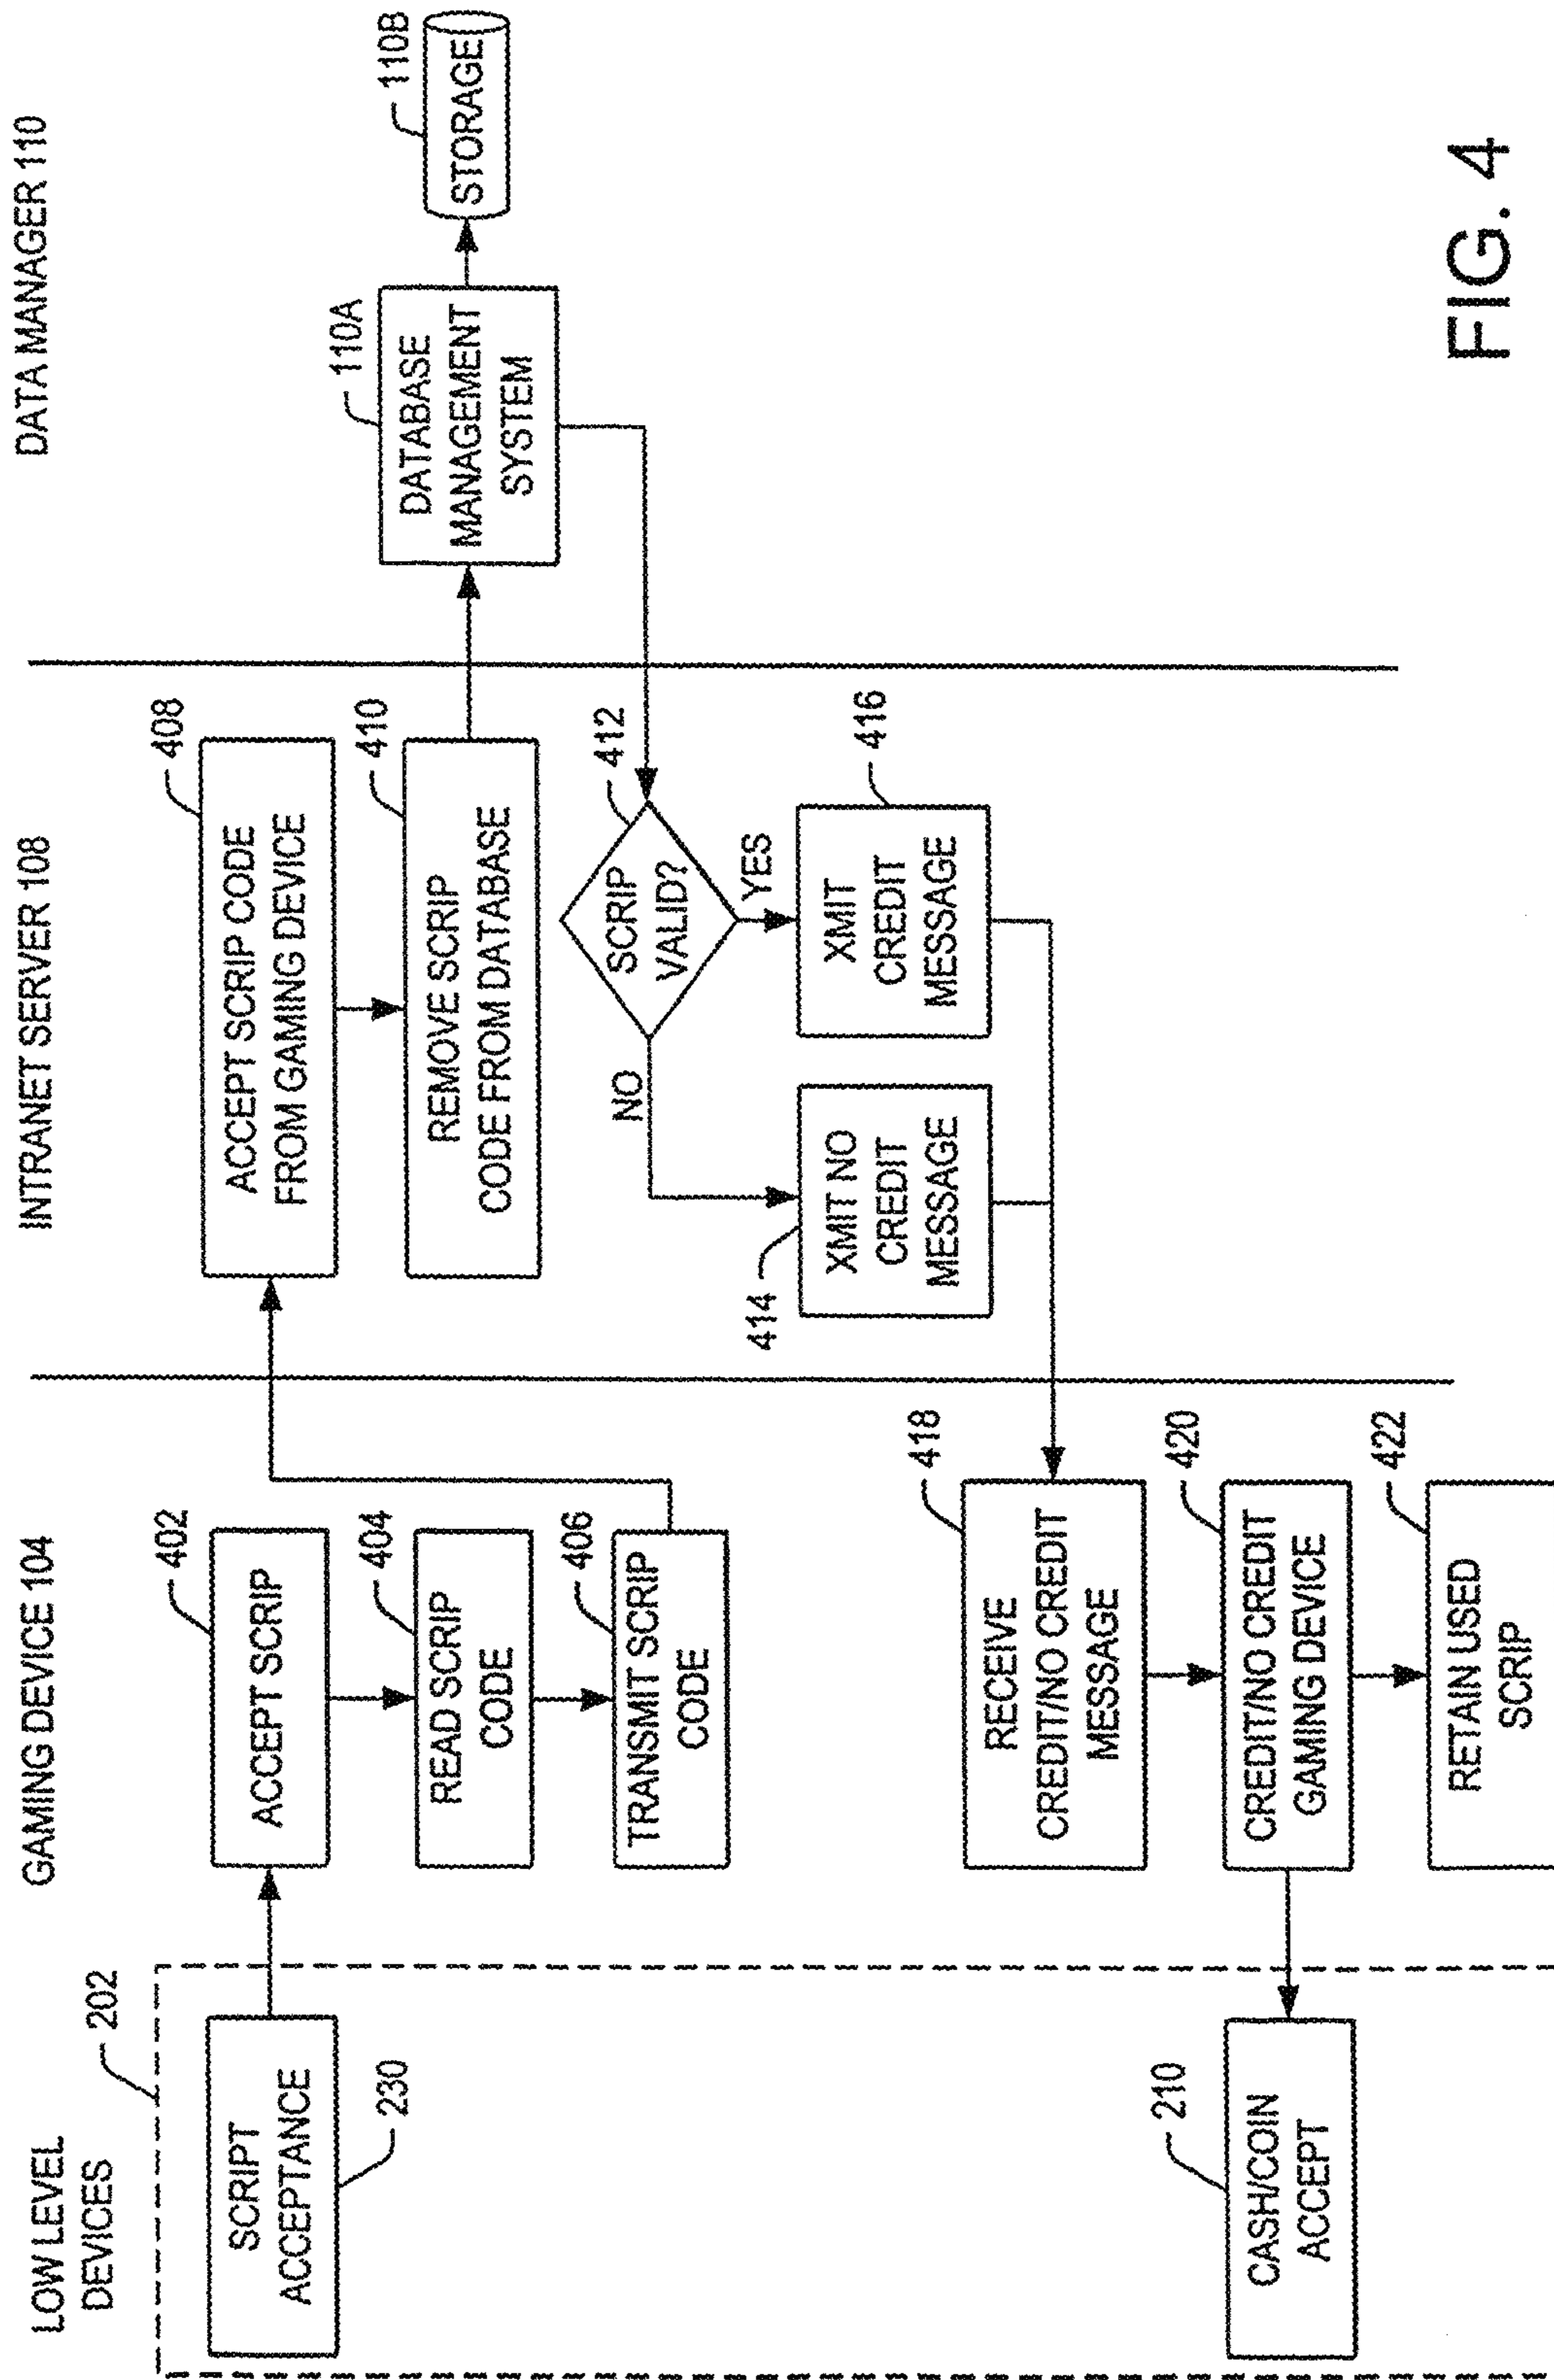 LOW LEVEL
DEVICES
GAMING DEVICE 104
INTRANET SERVER 108
DATA MANAGER 110
202
SCRIPT
ACCEPTANCE
230
402
ACCEPT SCRIP
404
READ SCRIP
CODE
406
TRANSMIT SCRIP
CODE
408
ACCEPT SCRIP CODE
FROM GAMING DEVICE
410
REMOVE SCRIP
CODE FROM DATABASE
110A
DATABASE
MANAGEMENT
SYSTEM
110B
STORAGE
412
SCRIP
VALID?
NO
YES
414
XMIT NO
CREDIT
MESSAGE
416
XMIT
CREDIT
MESSAGE
418
RECEIVE
CREDIT/NO CREDIT
MESSAGE
420
CREDIT/NO CREDIT
GAMING DEVICE
210
CASH/COIN
ACCEPT
422
RETAIN USED
SCRIP
FIG. 4